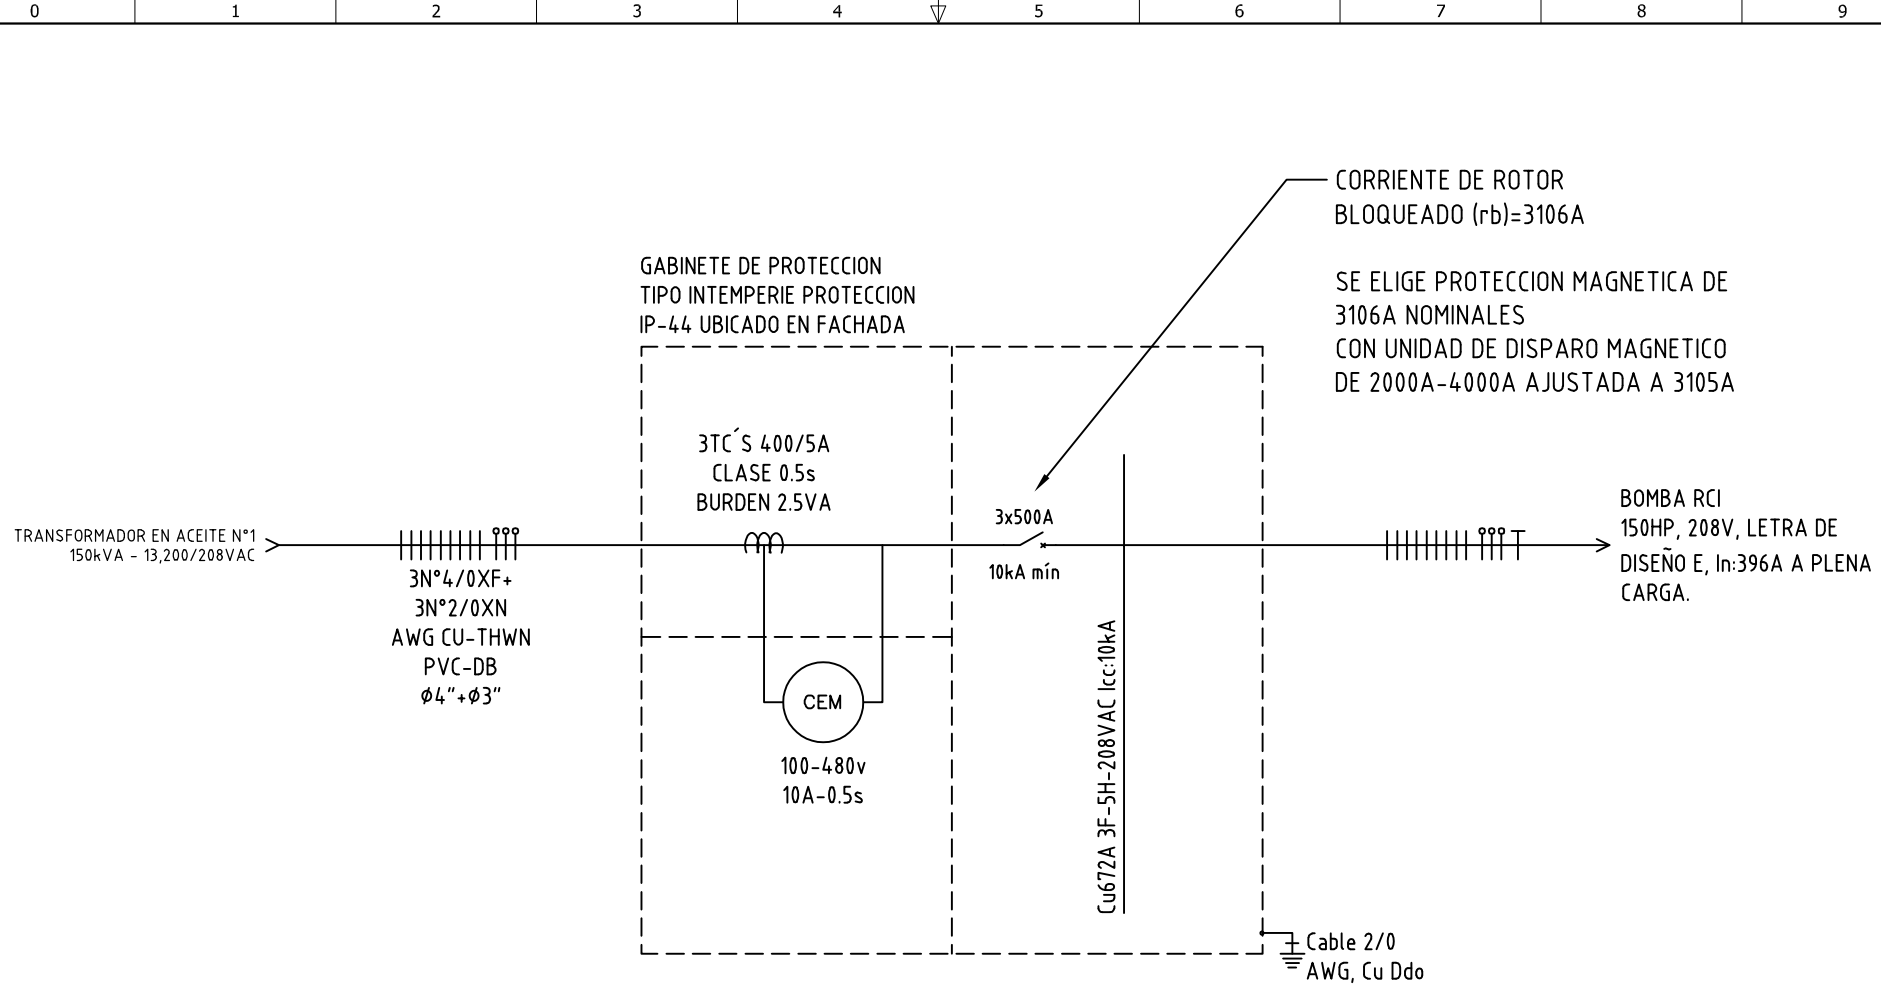 0 1 2 3 4 5 6 7 8 9
CORRIENTE DE ROTOR
BLOQUEADO (rb)=3106A
SE ELIGE PROTECCION MAGNETICA DE
3106A NOMINALES
CON UNIDAD DE DISPARO MAGNETICO
DE 2000A-4000A AJUSTADA A 3105A
GABINETE DE PROTECCION
TIPO INTEMPERIE PROTECCION
IP-44 UBICADO EN FACHADA
3TC´S 400/5A
CLASE 0.5s
BURDEN 2.5VA
TRANSFORMADOR EN ACEITE N°1
150kVA - 13,200/208VAC
3N°4/0XF+
3N°2/0XN
AWG CU-THWN
PVC-DB
ϕ4"+ϕ3"
CEM
100-480v
10A-0.5s
3x500A
10kA mín
Cu672A 3F-5H-208VAC Icc:10kA
BOMBA RCI
150HP, 208V, LETRA DE
DISEÑO E, In:396A A PLENA
CARGA.
Cable 2/0
AWG, Cu Ddo